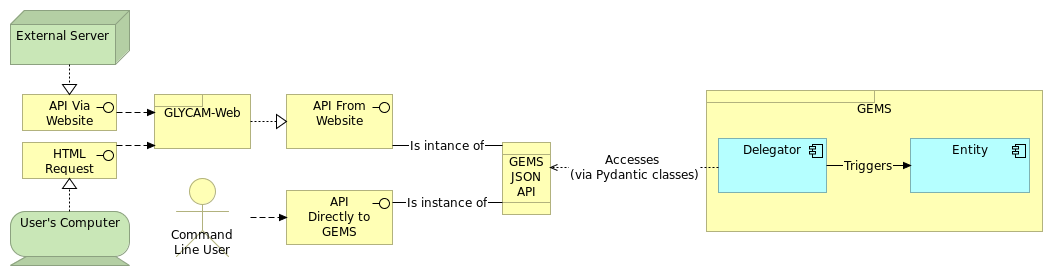 External Server
API Via
Website
HTML
Request
User's Computer
GLYCAM-Web
API From
Website
Command
Line User
API
Directly to
GEMS
Is intance of
Is instance of
GEMS
JSON
API
Accesses
(via Pydantic classes)
GEMS
Delegator
Triggers
Entity